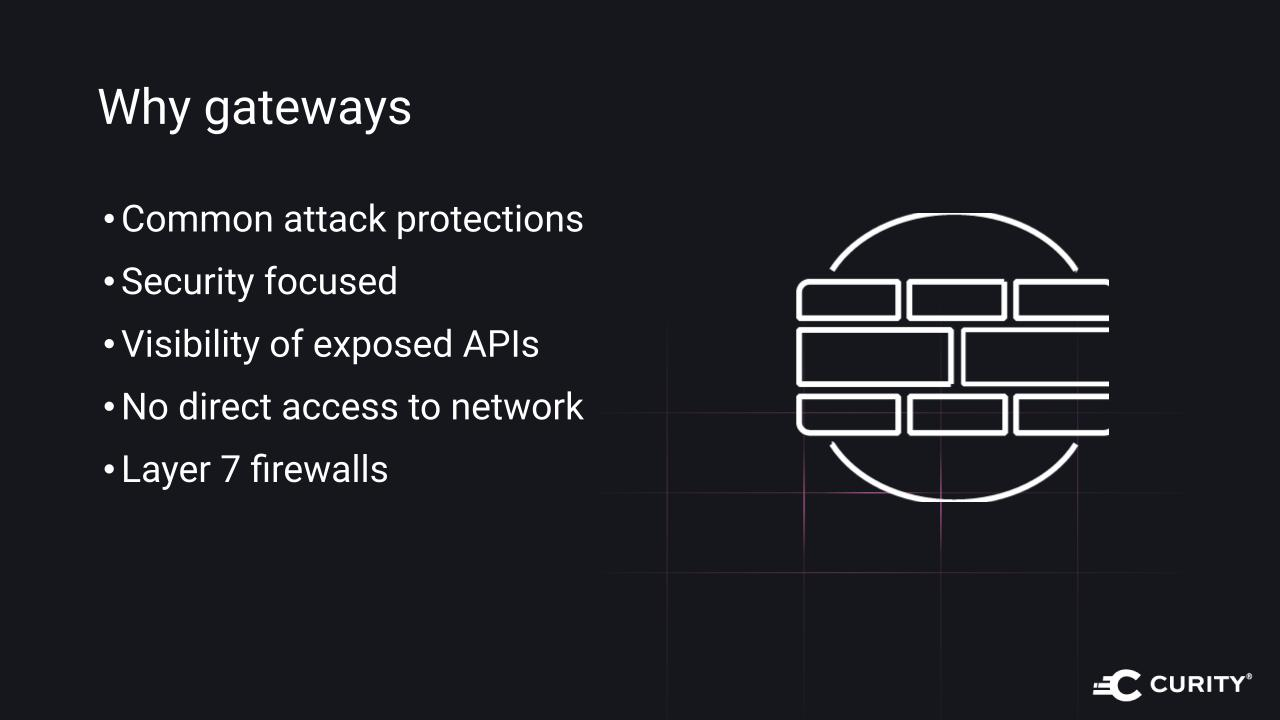 Why gateways
• Common attack protections
• Security focused
• Visibility of exposed APIs
• No direct access to network
• Layer 7 firewalls
CURITY®